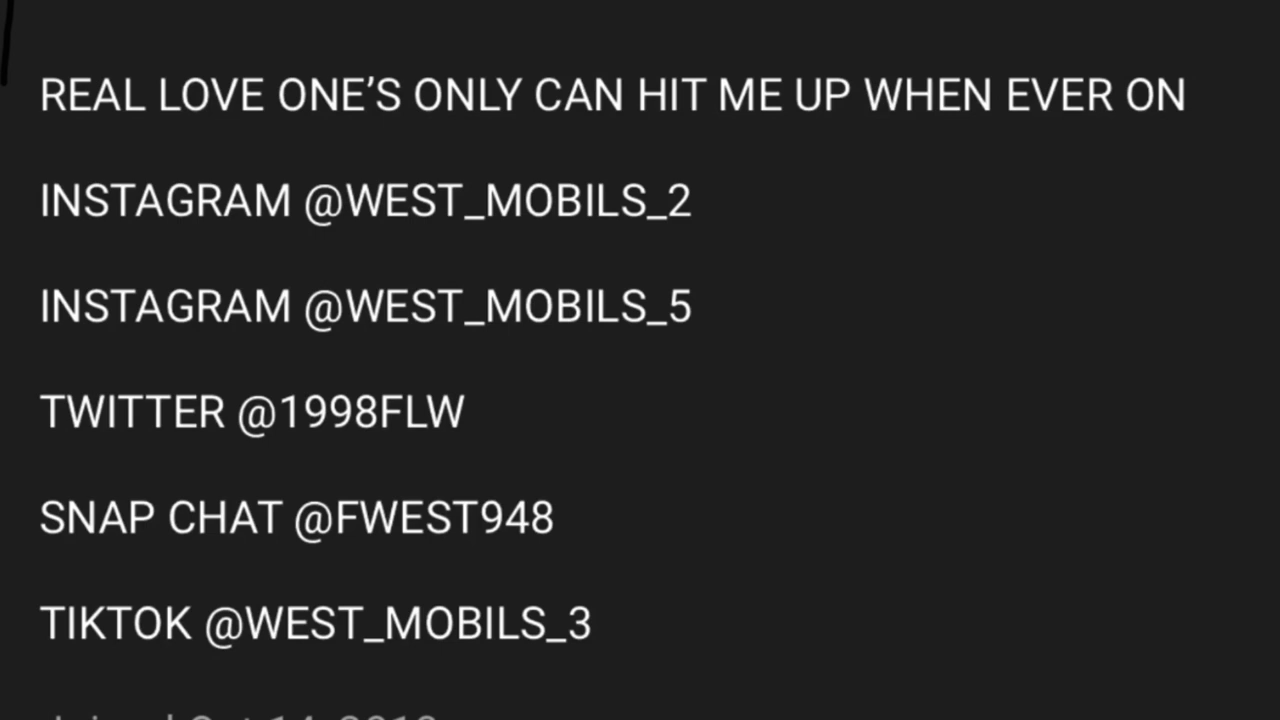 REAL LOVE ONE’S ONLY CAN HIT ME UP WHEN EVER ON
INSTAGRAM @WEST_MOBILS_2
INSTAGRAM @WEST_MOBILS_5
TWITTER @1998FLW
SNAP CHAT @FWEST948
TIKTOK @WEST_MOBILS_3